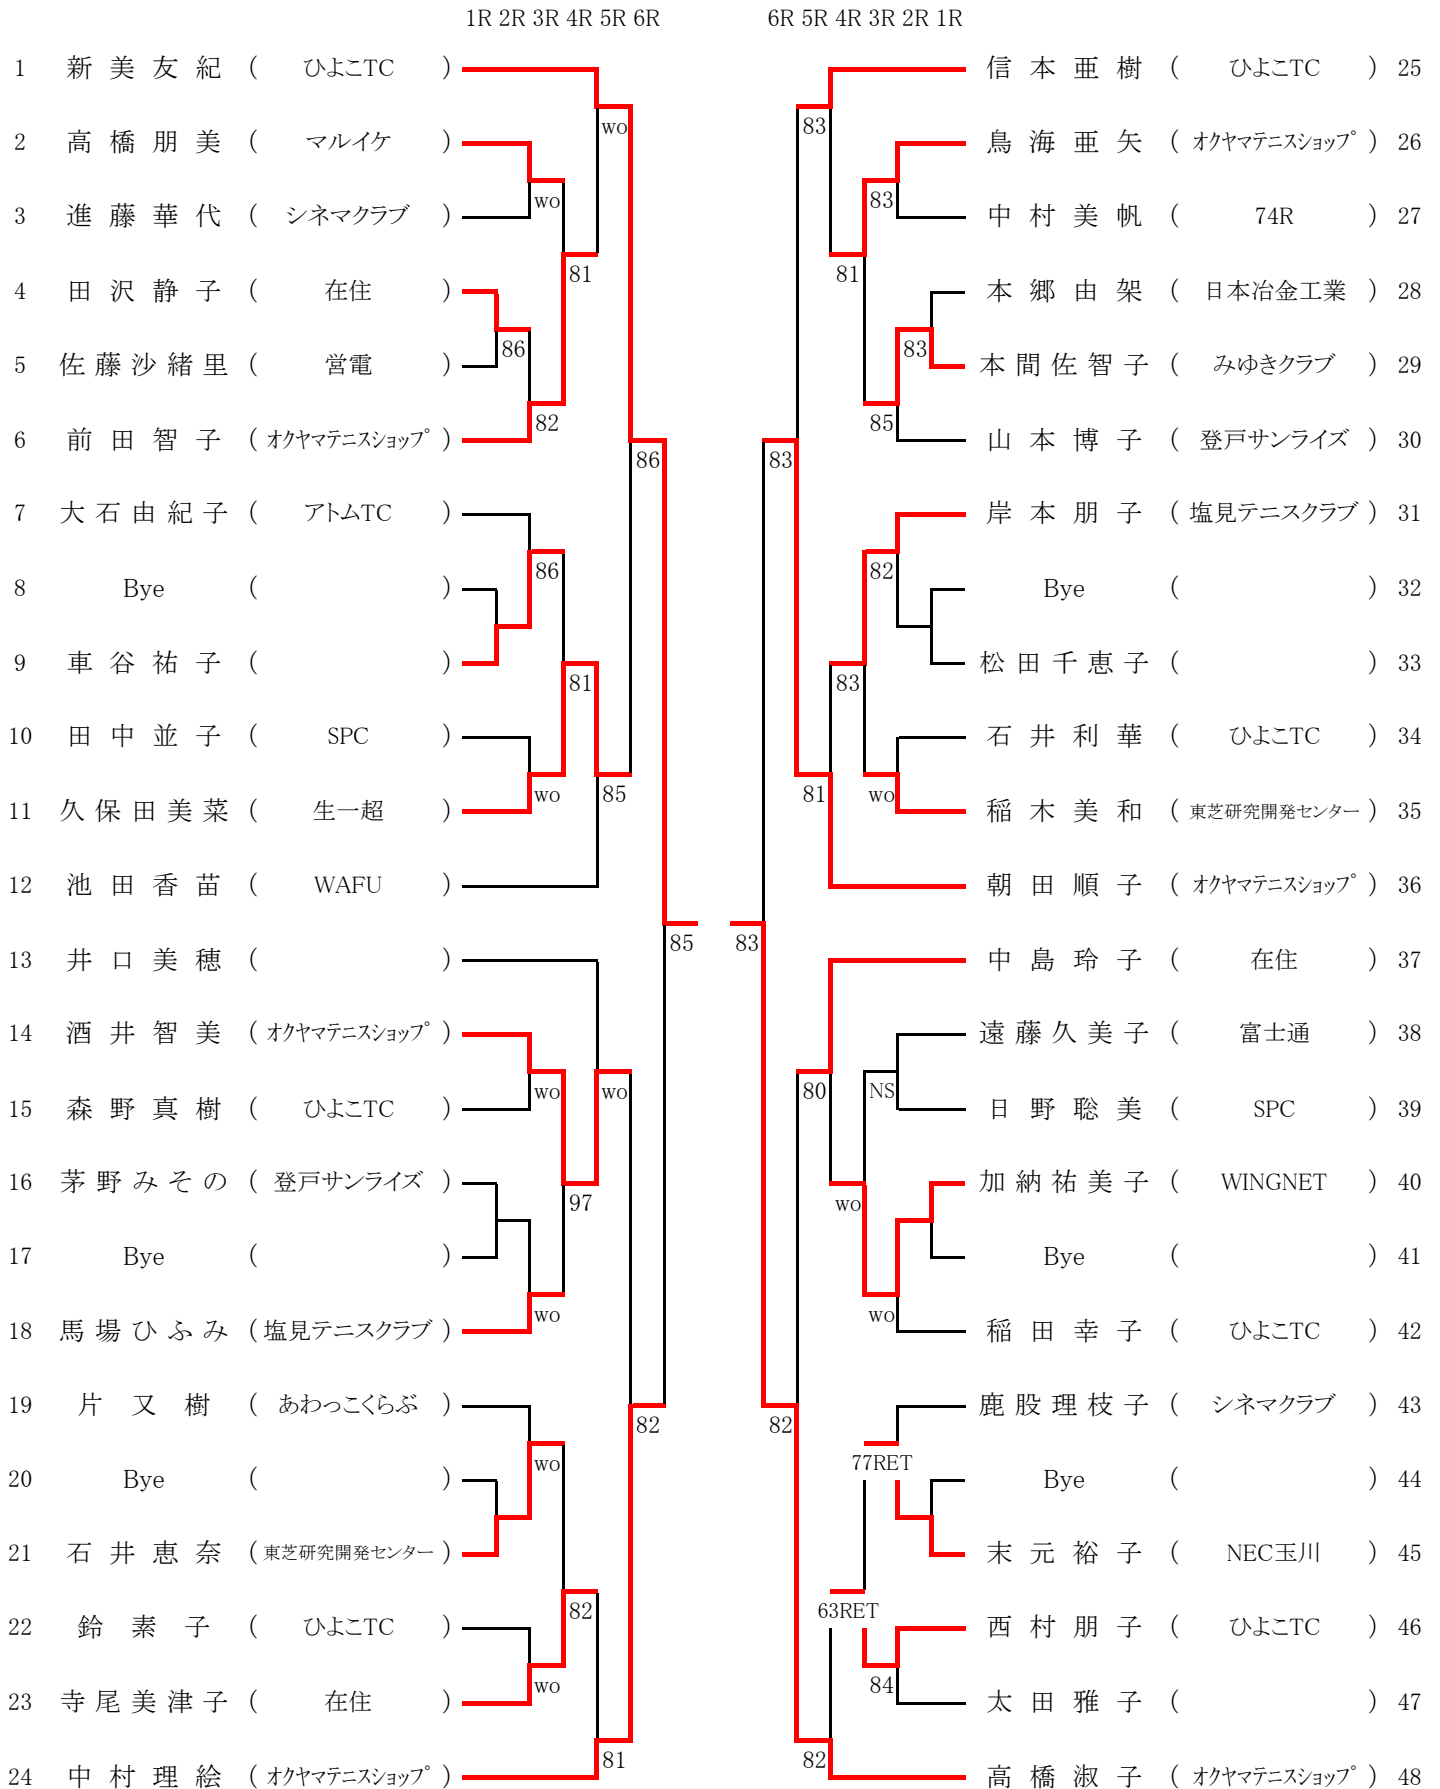 1R 2R 3R 4R 5R 6R 6R 5R 4R 3R 2R 1R
1 新美友紀 ( ひよこTC ) 信本亜樹 ( ひよこTC ) 25
wo 83
2 高橋朋美 ( マルイケ ) 鳥海亜矢 ( オクヤマテニスショップ ) 26
wo 83
3 進藤華代 ( シネマクラブ ) 中村美帆 ( 74R ) 27
81 81
4 田沢静子 ( 在住 ) 本郷由架 ( 日本冶金工業 ) 28
86 83
5 佐藤沙緒里 ( 営電 ) 本間佐智子 ( みゆきクラブ ) 29
82 85
6 前田智子 ( オクヤマテニスショップ ) 山本博子 ( 登戸サンライズ ) 30
86 83
7 大石由紀子 ( アトムTC ) 岸本朋子 ( 塩見テニスクラブ ) 31
86 82
8 Bye ( ) Bye ( ) 32
9 車谷祐子 ( ) 松田千恵子 ( ) 33
81 83
10 田中並子 ( SPC ) 石井利華 ( ひよこTC ) 34
wo 85 81 wo
11 久保田美菜 ( 生一超 ) 稲木美和 ( 東芝研究開発センター ) 35
12 池田香苗 ( WAFU ) 朝田順子 ( オクヤマテニスショップ ) 36
85 83
13 井口美穂 ( ) 中島玲子 ( 在住 ) 37
14 酒井智美 ( オクヤマテニスショップ ) 遠藤久美子 ( 富士通 ) 38
wo wo 80 NS
15 森野真樹 ( ひよこTC ) 日野聡美 ( SPC ) 39
16 茅野みその ( 登戸サンライズ ) 加納祐美子 ( WINGNET ) 40
97 wo
17 Bye ( ) Bye ( ) 41
wo wo
18 馬場ひふみ ( 塩見テニスクラブ ) 稲田幸子 ( ひよこTC ) 42
19 片又樹 ( あわっこくらぶ ) 鹿股理枝子 ( シネマクラブ ) 43
82 82
wo 77RET
20 Bye ( ) Bye ( ) 44
21 石井恵奈 ( 東芝研究開発センター ) 末元裕子 ( NEC玉川 ) 45
82 63RET
22 鈴素子 ( ひよこTC ) 西村朋子 ( ひよこTC ) 46
wo 84
23 寺尾美津子 ( 在住 ) 太田雅子 ( ) 47
81 82
24 中村理絵 ( オクヤマテニスショップ ) 高橋淑子 ( オクヤマテニスショップ ) 48